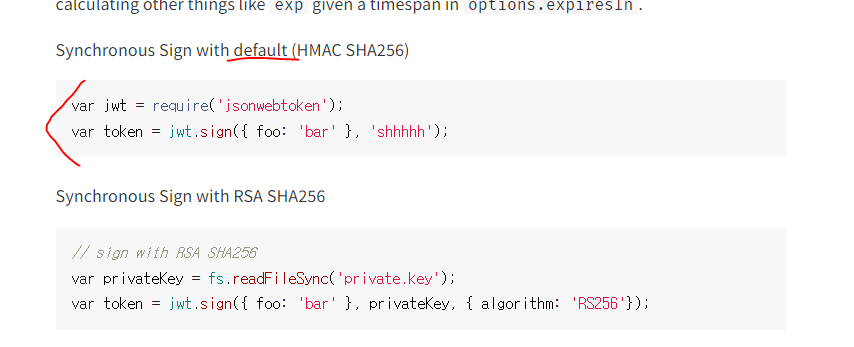 calculating other things like exp given a timespan in options.expiresIn.
Synchronous Sign with default (HMAC SHA256)
var jwt = require('jsonwebtoken');
var token = jwt.sign({ foo: 'bar' }, 'shhhhh');
Synchronous Sign with RSA SHA256
// sign with RSA SHA256
var privateKey = fs.readFileSync('private.key');
var token = jwt.sign({ foo: 'bar' }, privateKey, { algorithm: 'RS256'});